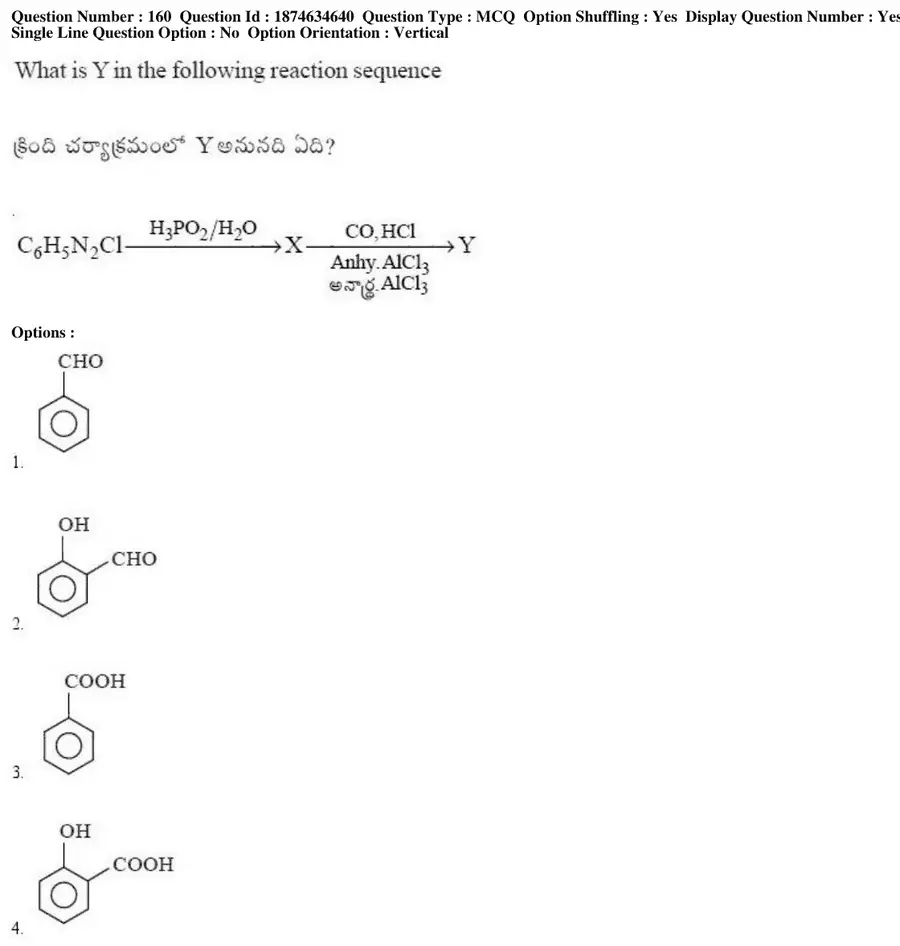 Question Number : 160 Question Id : 1874634640 Question Type : MCQ Option Shuffling : Yes Display Question Number : Yes
Single Line Question Option : No Option Orientation : Vertical
What is Y in the following reaction sequence
క్రింది చర్యాక్రమంలో Y అనునది ఏది?
C₆H₅N₂Cl —H₃PO₂/H₂O→ X —CO, HCl→ Y
Anhy. AlCl₃
అనార్ద్ర. AlCl₃
Options :
CHO
1.
OH
CHO
2.
COOH
3.
OH
COOH
4.